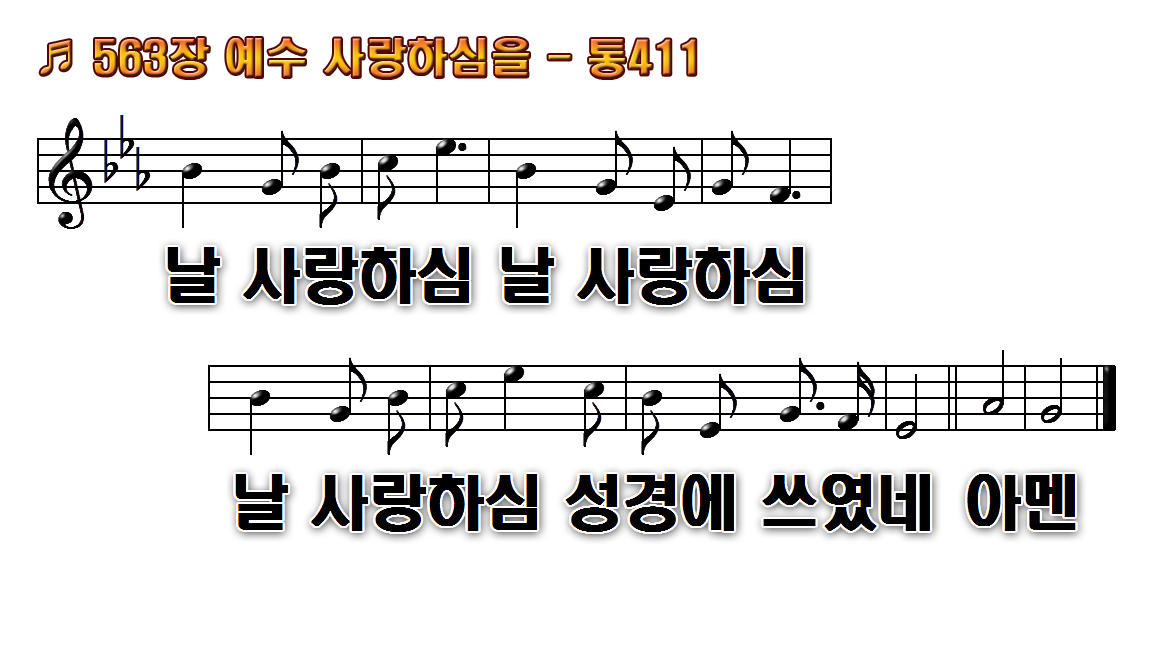 563장 예수 사랑하심을 - 통411
날 사랑하심 날 사랑하심
날 사랑하심 성경에 쓰였네 아멘